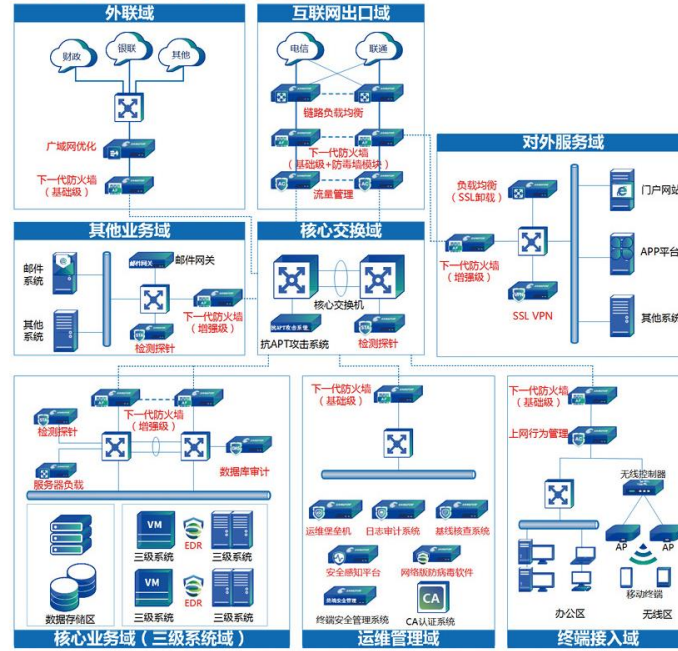 外联域
财政
银联
其他
广域网优化
下一代防火墙
（基础级）
互联网出口域
电信
联通
链路负载均衡
下一代防火墙
（基础级+防毒墙模块）
流量管理
对外服务域
负载均衡
（SSL卸载）
下一代防火墙
（增强级）
SSL VPN
门户网站
APP平台
其他系统
其他业务域
邮件
系统
邮件网关
其他
系统
下一代防火墙
（增强级）
检测探针
核心交换域
核心交换机
抗APT攻击系统
抗APT攻击系统
检测探针
下一代防火墙
（增强级）
检测探针
服务器负载
数据库审计
数据存储区
VM
三级系统
EDR
三级系统
VM
三级系统
EDR
三级系统
核心业务域（三级系统域）
下一代防火墙
（基础级）
运维堡垒机
日志审计系统
基线核查系统
安全感知平台
网络版防病毒软件
终端安全管理
终端安全管理系统
CA
CA认证系统
运维管理域
下一代防火墙
（基础级）
上网行为管理
无线控制器
AP
AP
移动终端
办公区
无线区
终端接入域